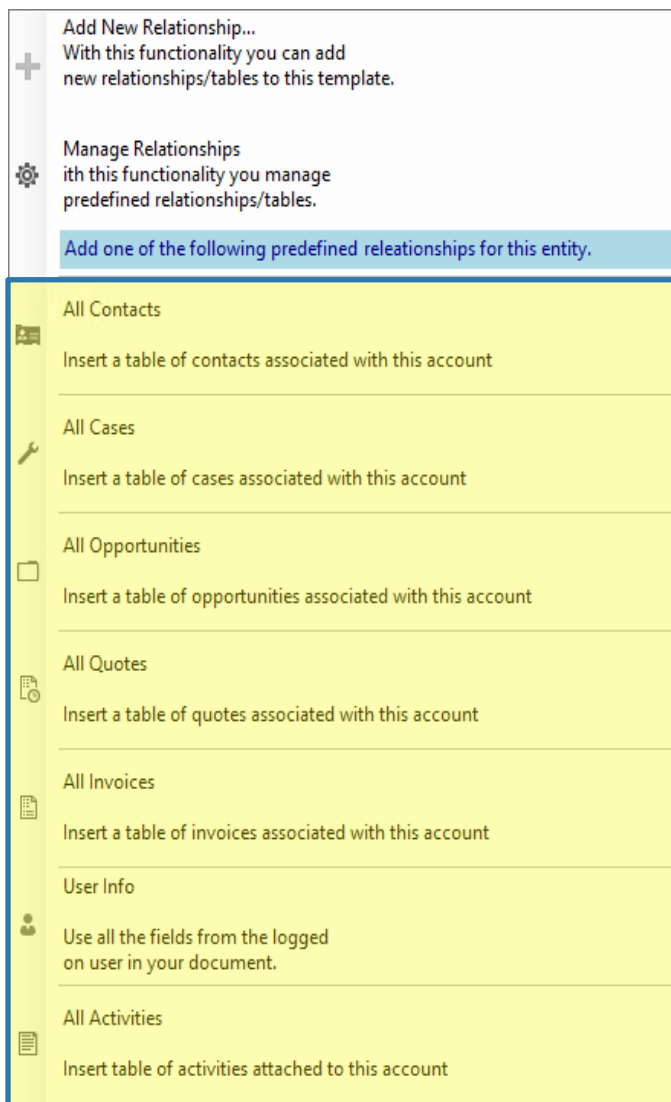 Add New Relationship...
With this functionality you can add
new relationships/tables to this template.
Manage Relationships
ith this functionality you manage
predefined relationships/tables.
Add one of the following predefined releationships for this entity.
All Contacts
Insert a table of contacts associated with this account
All Cases
Insert a table of cases associated with this account
All Opportunities
Insert a table of opportunities associated with this account
All Quotes
Insert a table of quotes associated with this account
All Invoices
Insert a table of invoices associated with this account
User Info
Use all the fields from the logged
on user in your document.
All Activities
Insert table of activities attached to this account